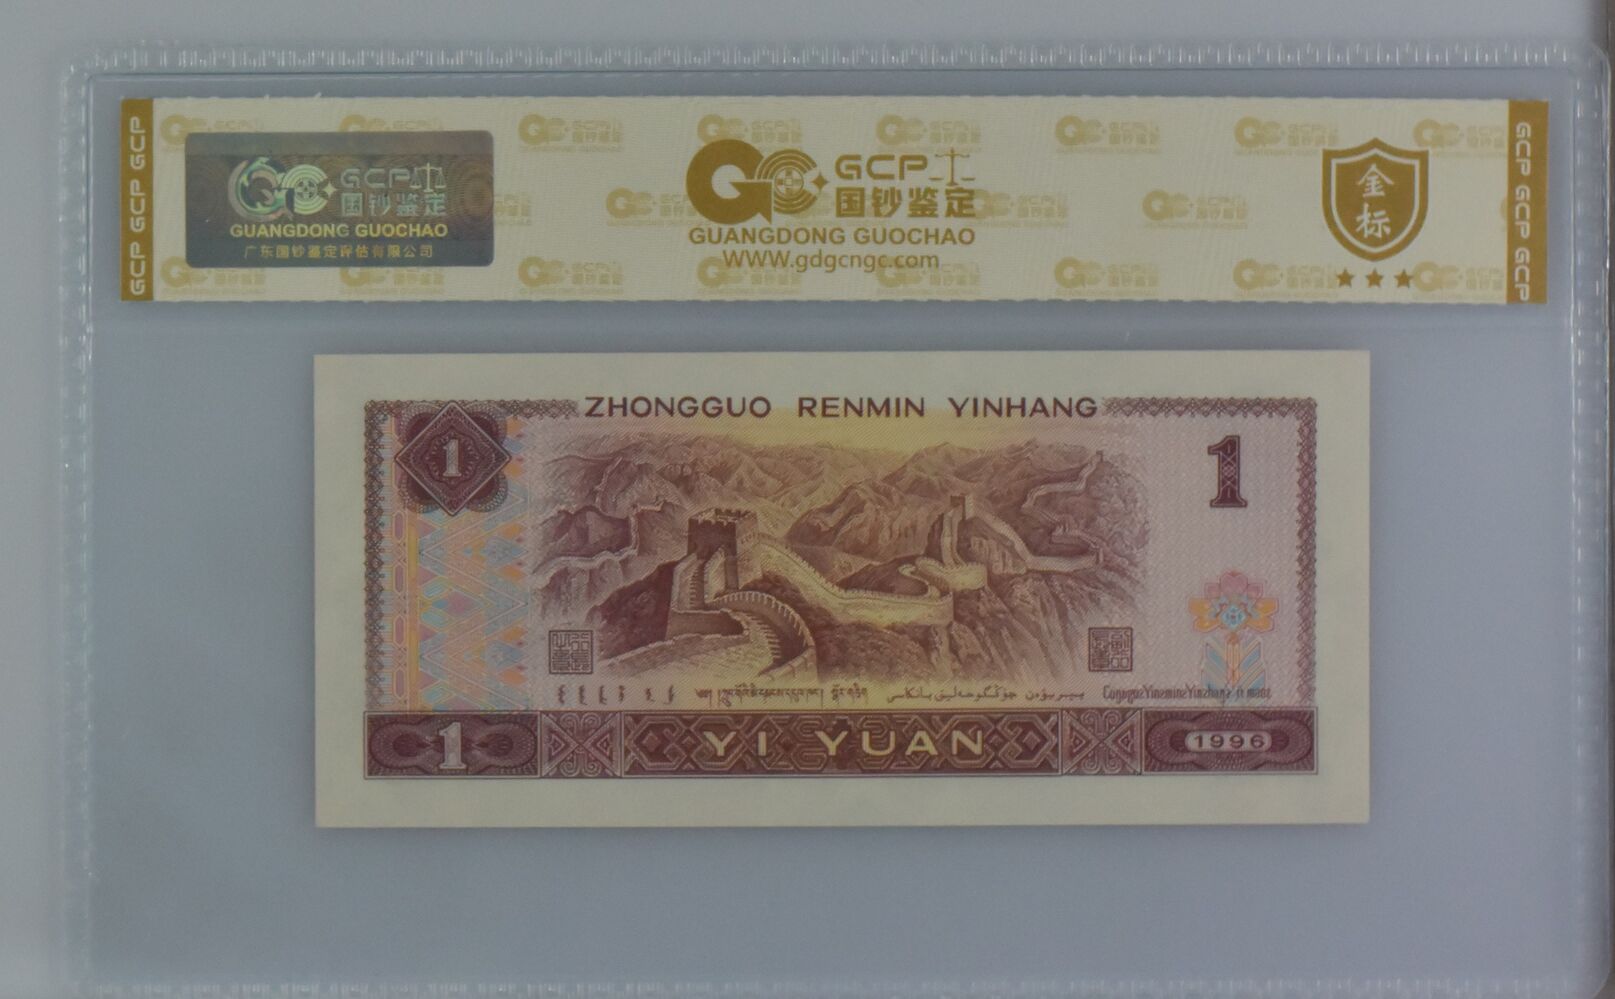 GCP GCP GCP
GCP
国钞鉴定
GUANGDONG GUOCHAO
广东国钞鉴定评估有限公司
GCP
国钞鉴定
GUANGDONG GUOCHAO
WWW.gdgcngc.com
金标
GCP GCP GCP
ZHONGGUO RENMIN YINHANG
1
1
1 YI YUAN 1996